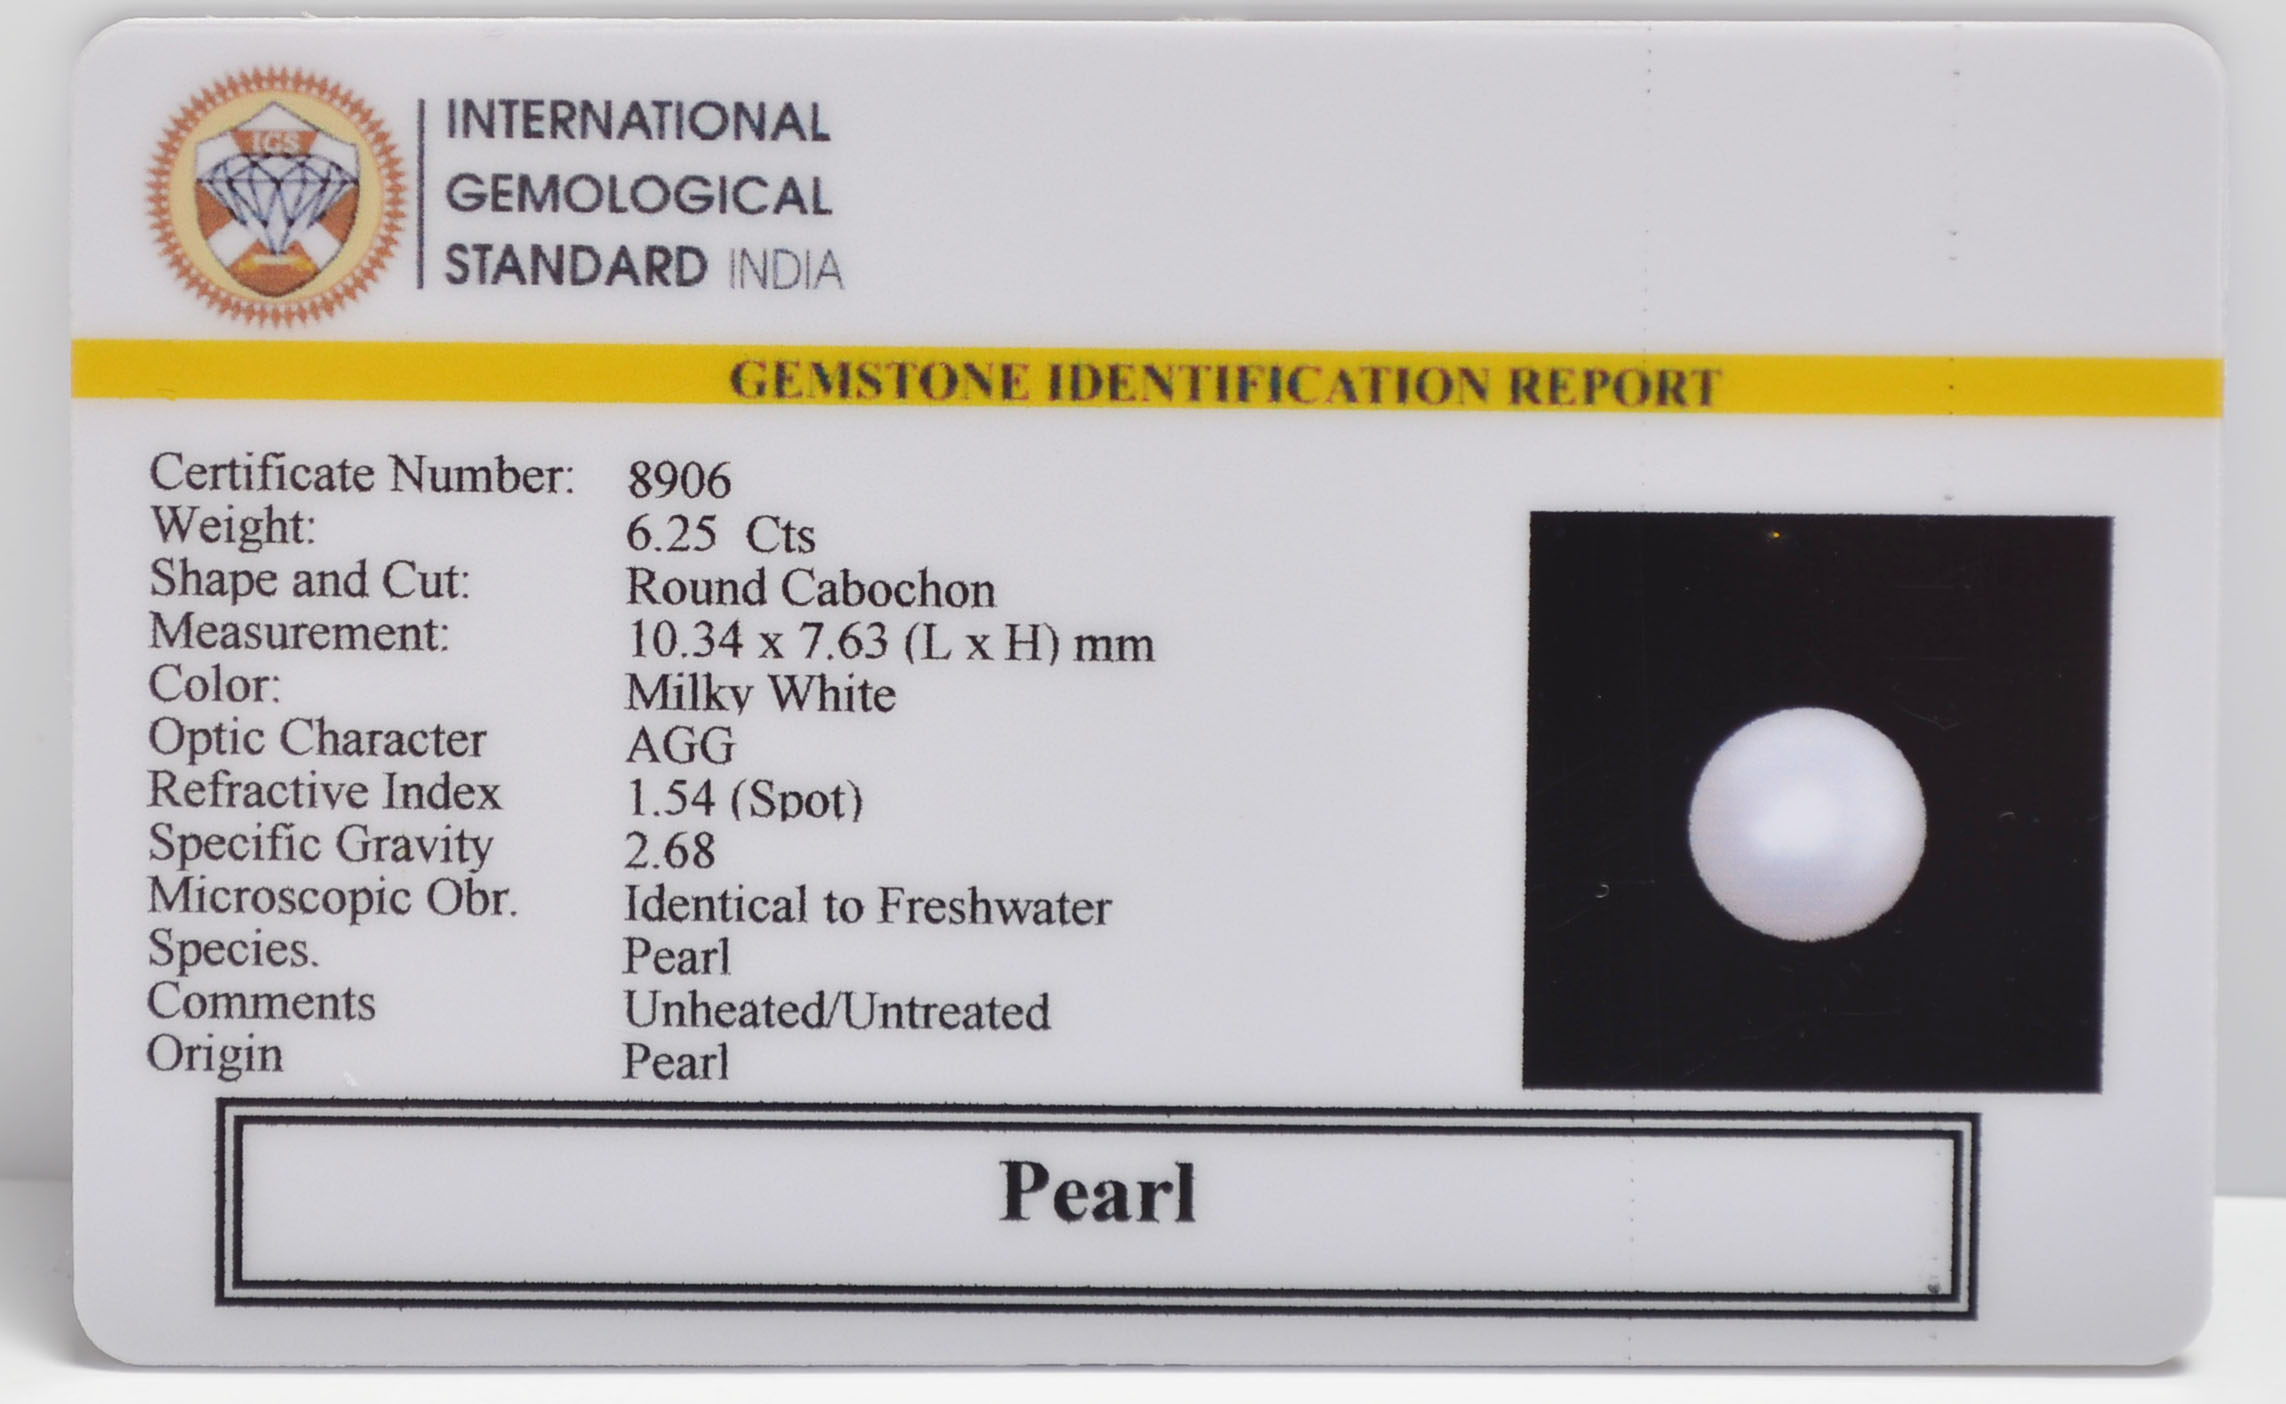 IGS
INTERNATIONAL
GEMOLOGICAL
STANDARD INDIA
GEMSTONE IDENTIFICATION REPORT
Certificate Number: 8906
Weight: 6.25 Cts
Shape and Cut: Round Cabochon
Measurement: 10.34 x 7.63 (L x H) mm
Color: Milky White
Optic Character AGG
Refractive Index 1.54 (Spot)
Specific Gravity 2.68
Microscopic Obr. Identical to Freshwater
Species. Pearl
Comments Unheated/Untreated
Origin Pearl
Pearl